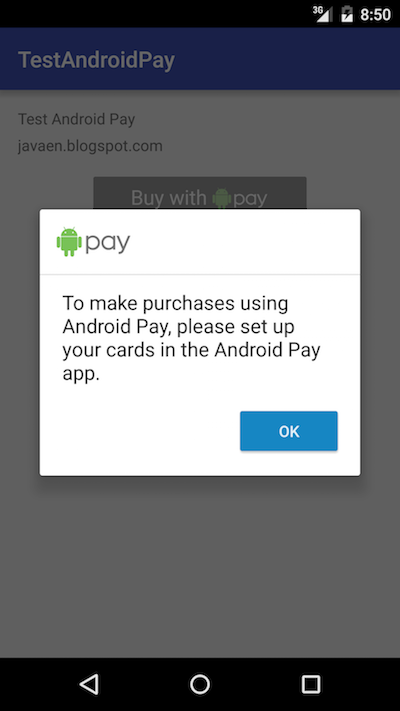 3G 8:50
TestAndroidPay
Test Android Pay
javaen.blogspot.com
Buy with pay
pay
To make purchases using
Android Pay, please set up
your cards in the Android Pay
app.
OK